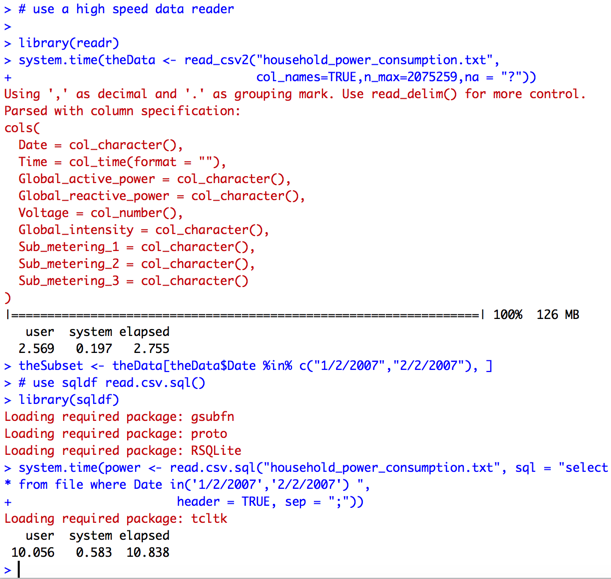 > # use a high speed data reader
>
> library(readr)
> system.time(theData <- read_csv2("household_power_consumption.txt",
+                                  col_names=TRUE,n_max=2075259,na = "?"))
Using ',' as decimal and '.' as grouping mark. Use read_delim() for more control.
Parsed with column specification:
cols(
  Date = col_character(),
  Time = col_time(format = ""),
  Global_active_power = col_character(),
  Global_reactive_power = col_character(),
  Voltage = col_number(),
  Global_intensity = col_character(),
  Sub_metering_1 = col_character(),
  Sub_metering_2 = col_character(),
  Sub_metering_3 = col_character()
)
|=================================================================| 100%  126 MB
   user  system elapsed
  2.569   0.197   2.755
> theSubset <- theData[theData$Date %in% c("1/2/2007","2/2/2007"), ]
> # use sqldf read.csv.sql()
> library(sqldf)
Loading required package: gsubfn
Loading required package: proto
Loading required package: RSQLite
> system.time(power <- read.csv.sql("household_power_consumption.txt", sql = "select
* from file where Date in('1/2/2007','2/2/2007') ",
+                       header = TRUE, sep = ";"))
Loading required package: tcltk
   user  system elapsed
 10.056   0.583  10.838
>